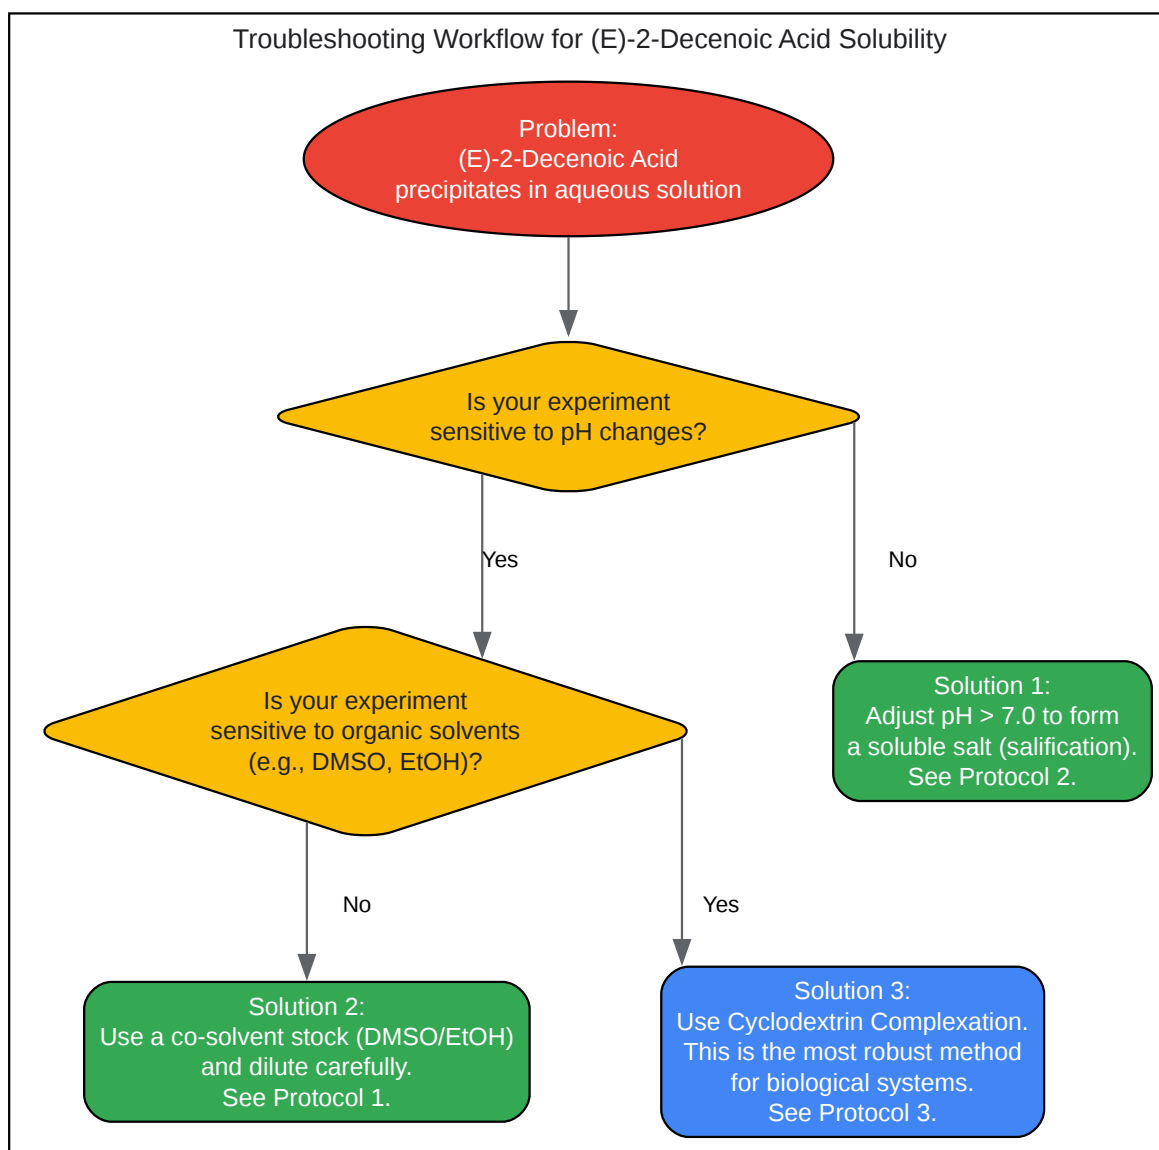 Troubleshooting Workflow for (E)-2-Decenoic Acid Solubility
Problem:
(E)-2-Decenoic Acid
precipitates in aqueous solution
Is your experiment
sensitive to pH changes?
Yes
No
Is your experiment
sensitive to organic solvents
(e.g., DMSO, EtOH)?
Solution 1:
Adjust pH > 7.0 to form
a soluble salt (salification).
See Protocol 2.
No
Yes
Solution 2:
Use a co-solvent stock (DMSO/EtOH)
and dilute carefully.
See Protocol 1.
Solution 3:
Use Cyclodextrin Complexation.
This is the most robust method
for biological systems.
See Protocol 3.